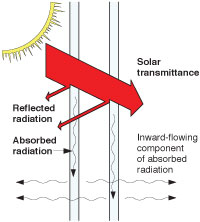 Solar
transmittance
Reflected
radiation
Absorbed
radiation
Inward-flowing
component
of absorbed
radiation